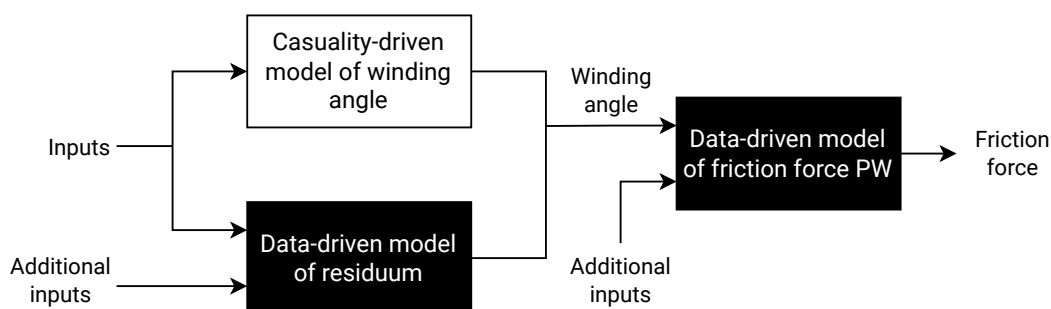 Casuality-driven
model of winding
angle
Winding
angle
Inputs
Data-driven model
of friction force PW
Friction
force
Data-driven model
of residuum
Additional
inputs
Additional
inputs